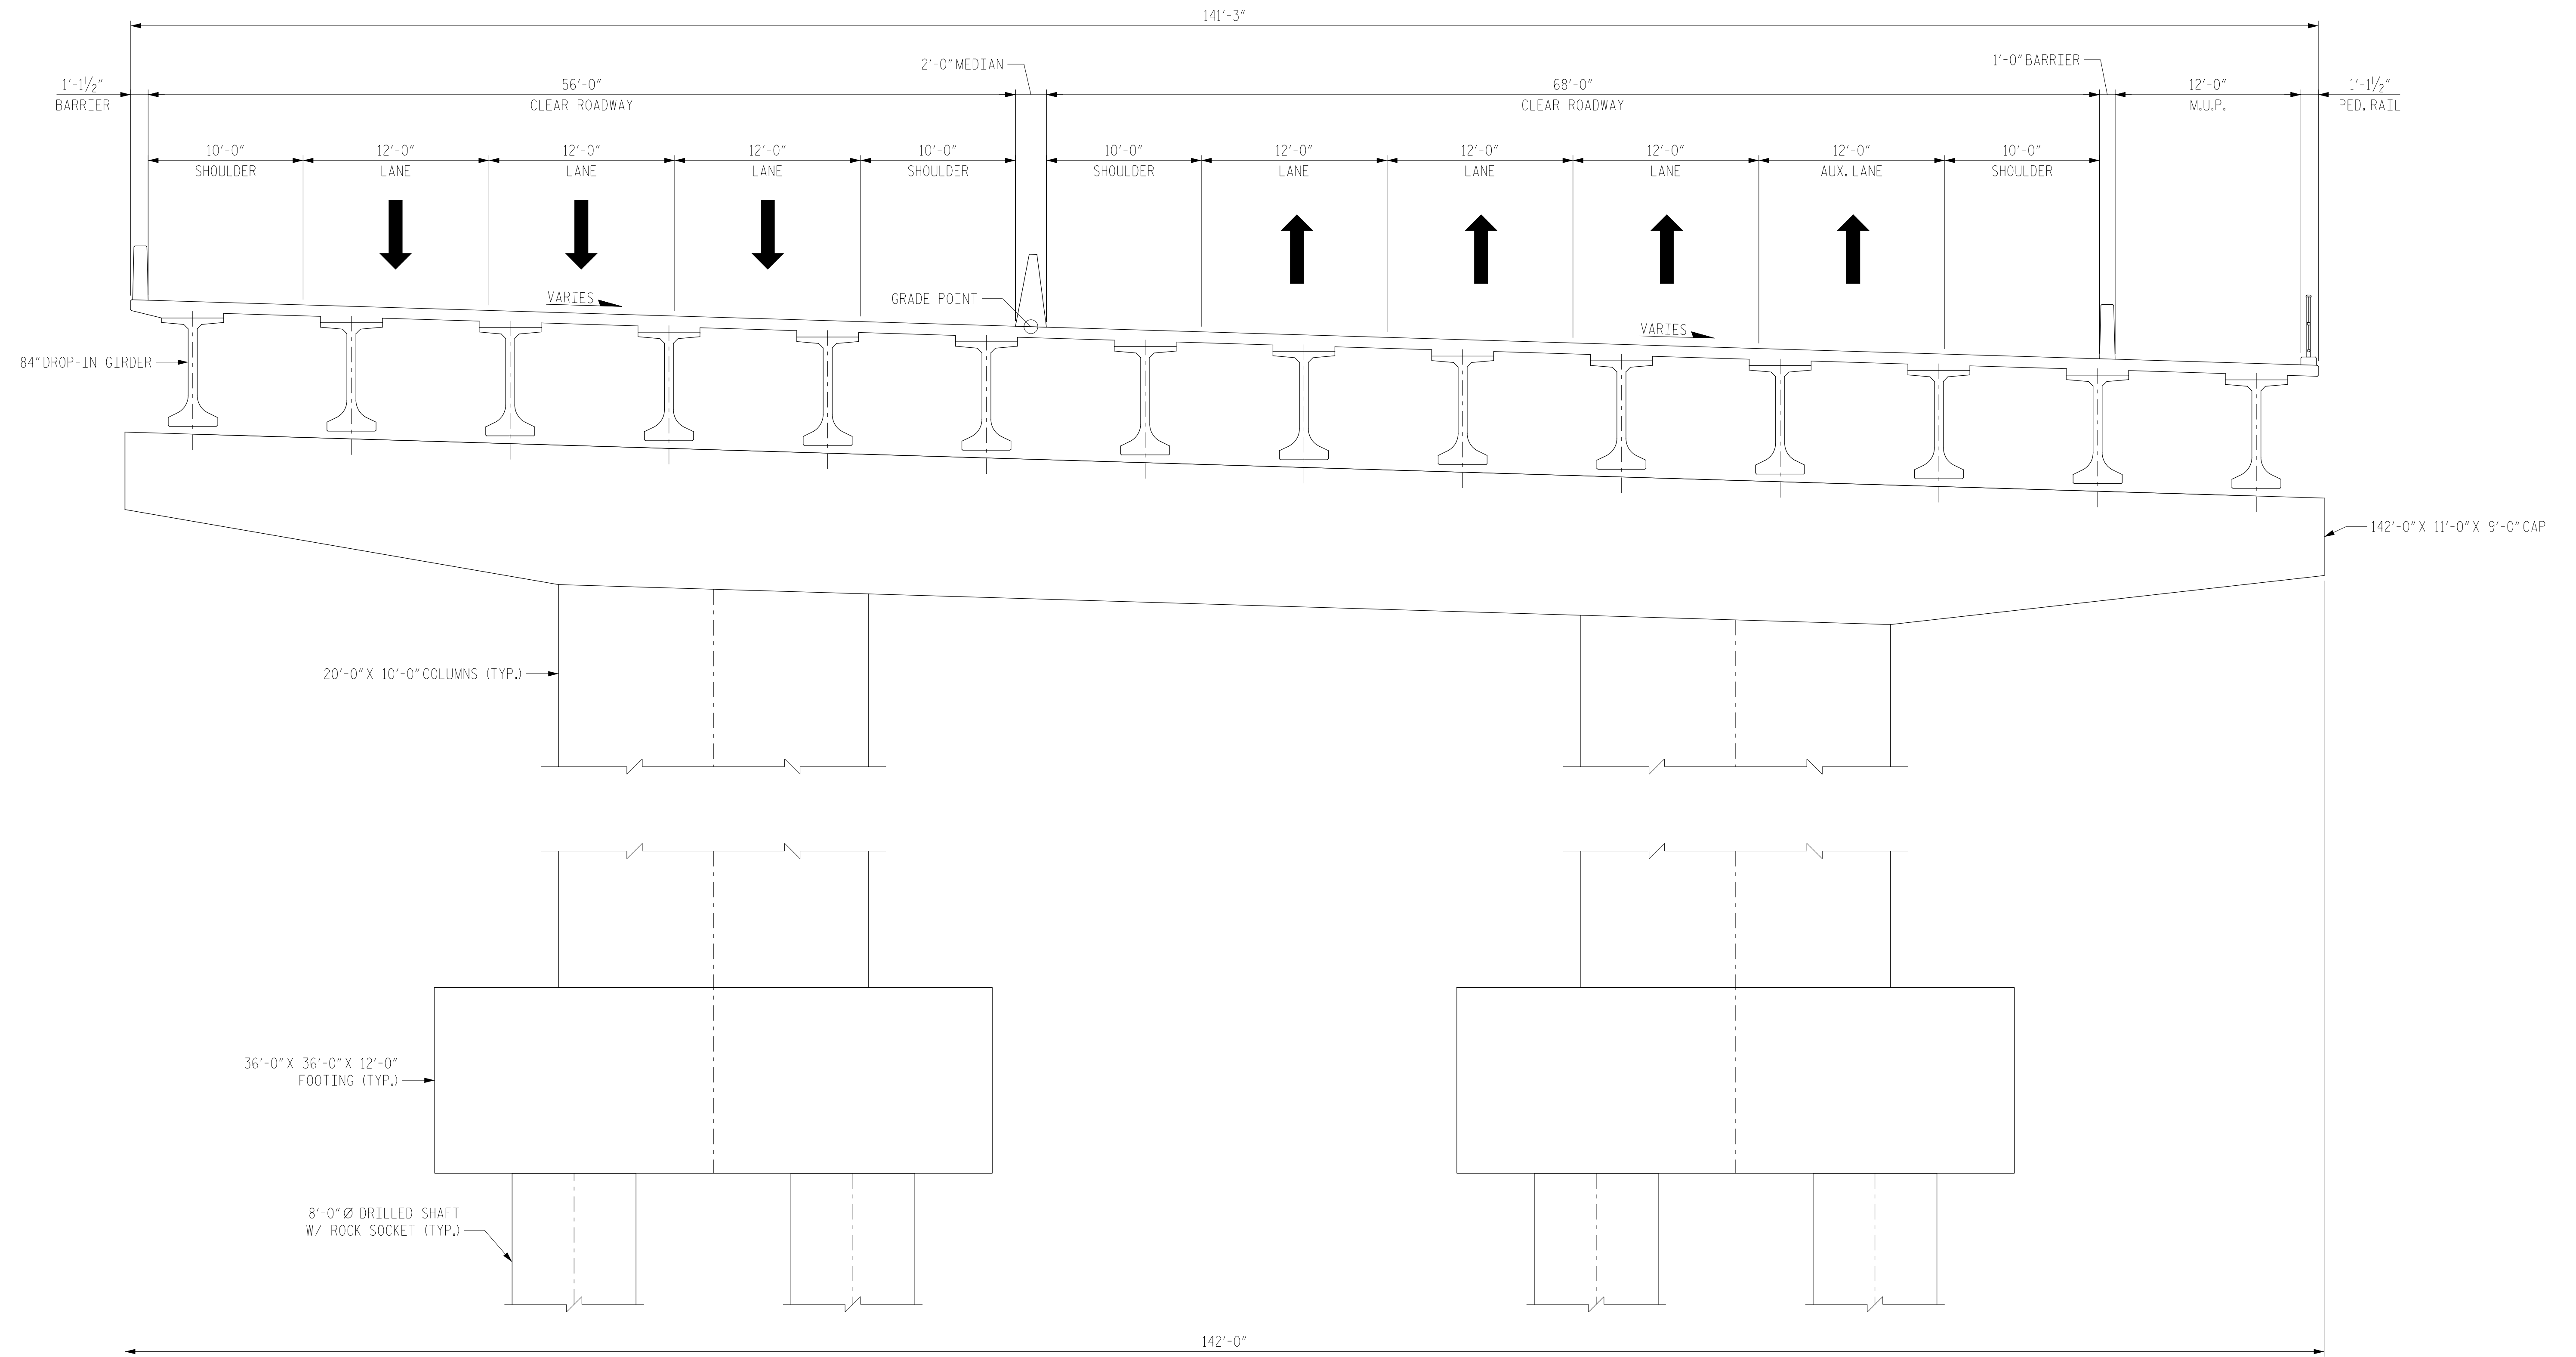 141'-3"
2'-0" MEDIAN
1'-0" BARRIER
1'-1 1/2"
BARRIER
56'-0"
CLEAR ROADWAY
68'-0"
CLEAR ROADWAY
12'-0"
M.U.P.
1'-1 1/2"
PED. RAIL
10'-0"
SHOULDER
12'-0"
LANE
12'-0"
LANE
12'-0"
LANE
10'-0"
SHOULDER
10'-0"
SHOULDER
12'-0"
LANE
12'-0"
LANE
12'-0"
LANE
12'-0"
AUX. LANE
10'-0"
SHOULDER
VARIES
GRADE POINT
VARIES
84" DROP-IN GIRDER
142'-0" X 11'-0" X 9'-0" CAP
20'-0" X 10'-0" COLUMNS (TYP.)
36'-0" X 36'-0" X 12'-0"
FOOTING (TYP.)
8'-0" Ø DRILLED SHAFT
W/ ROCK SOCKET (TYP.)
142'-0"